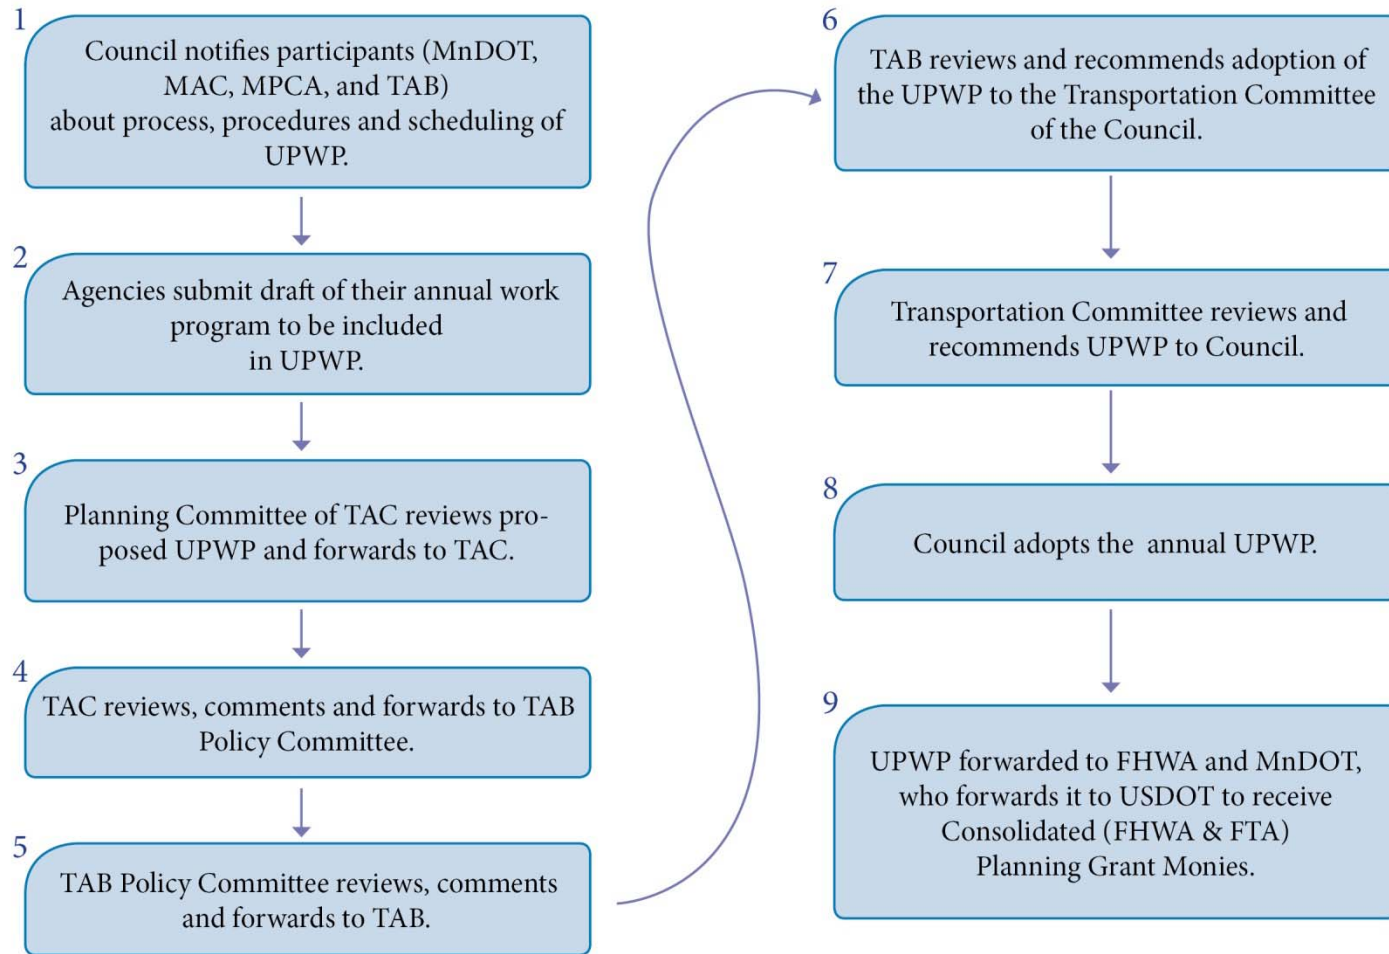 1
Council notifies participants (MnDOT,
MAC, MPCA, and TAB)
about process, procedures and scheduling of
UPWP.
2
Agencies submit draft of their annual work
program to be included
in UPWP.
3
Planning Committee of TAC reviews pro-
posed UPWP and forwards to TAC.
4
TAC reviews, comments and forwards to TAB
Policy Committee.
5
TAB Policy Committee reviews, comments
and forwards to TAB.
6
TAB reviews and recommends adoption of
the UPWP to the Transportation Committee
of the Council.
7
Transportation Committee reviews and
recommends UPWP to Council.
8
Council adopts the annual UPWP.
9
UPWP forwarded to FHWA and MnDOT,
who forwards it to USDOT to receive
Consolidated (FHWA & FTA)
Planning Grant Monies.